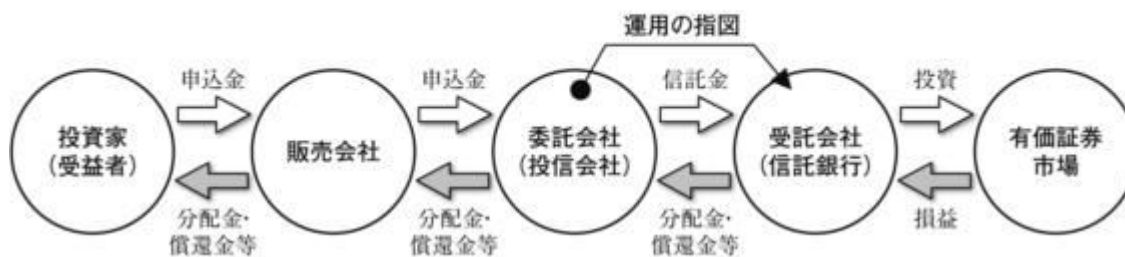 運用の指図
申込金
申込金
信託金
投資
投資家
(受益者)
販売会社
委託会社
(投信会社)
受託会社
(信託銀行)
有価証券
市場
分配金・
償還金等
分配金・
償還金等
分配金・
償還金等
損益